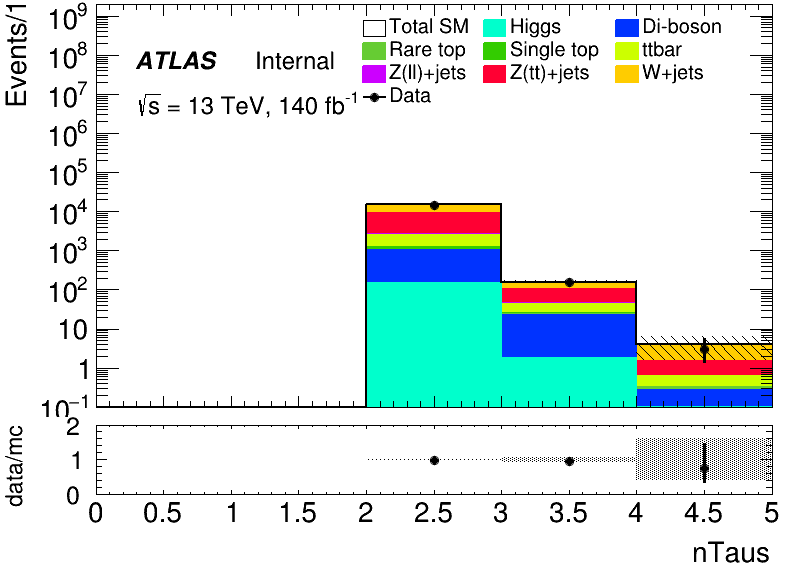 Events/1
10⁹
10⁸
10⁷
10⁶
10⁵
10⁴
10³
10²
10
1
10⁻¹
ATLAS Internal
√s = 13 TeV, 140 fb⁻¹
Total SM Higgs Di-boson
Rare top Single top ttbar
Z(ll)+jets Z(tt)+jets W+jets
Data
data/mc
2
1
0
0 0.5 1 1.5 2 2.5 3 3.5 4 4.5 5
nTaus